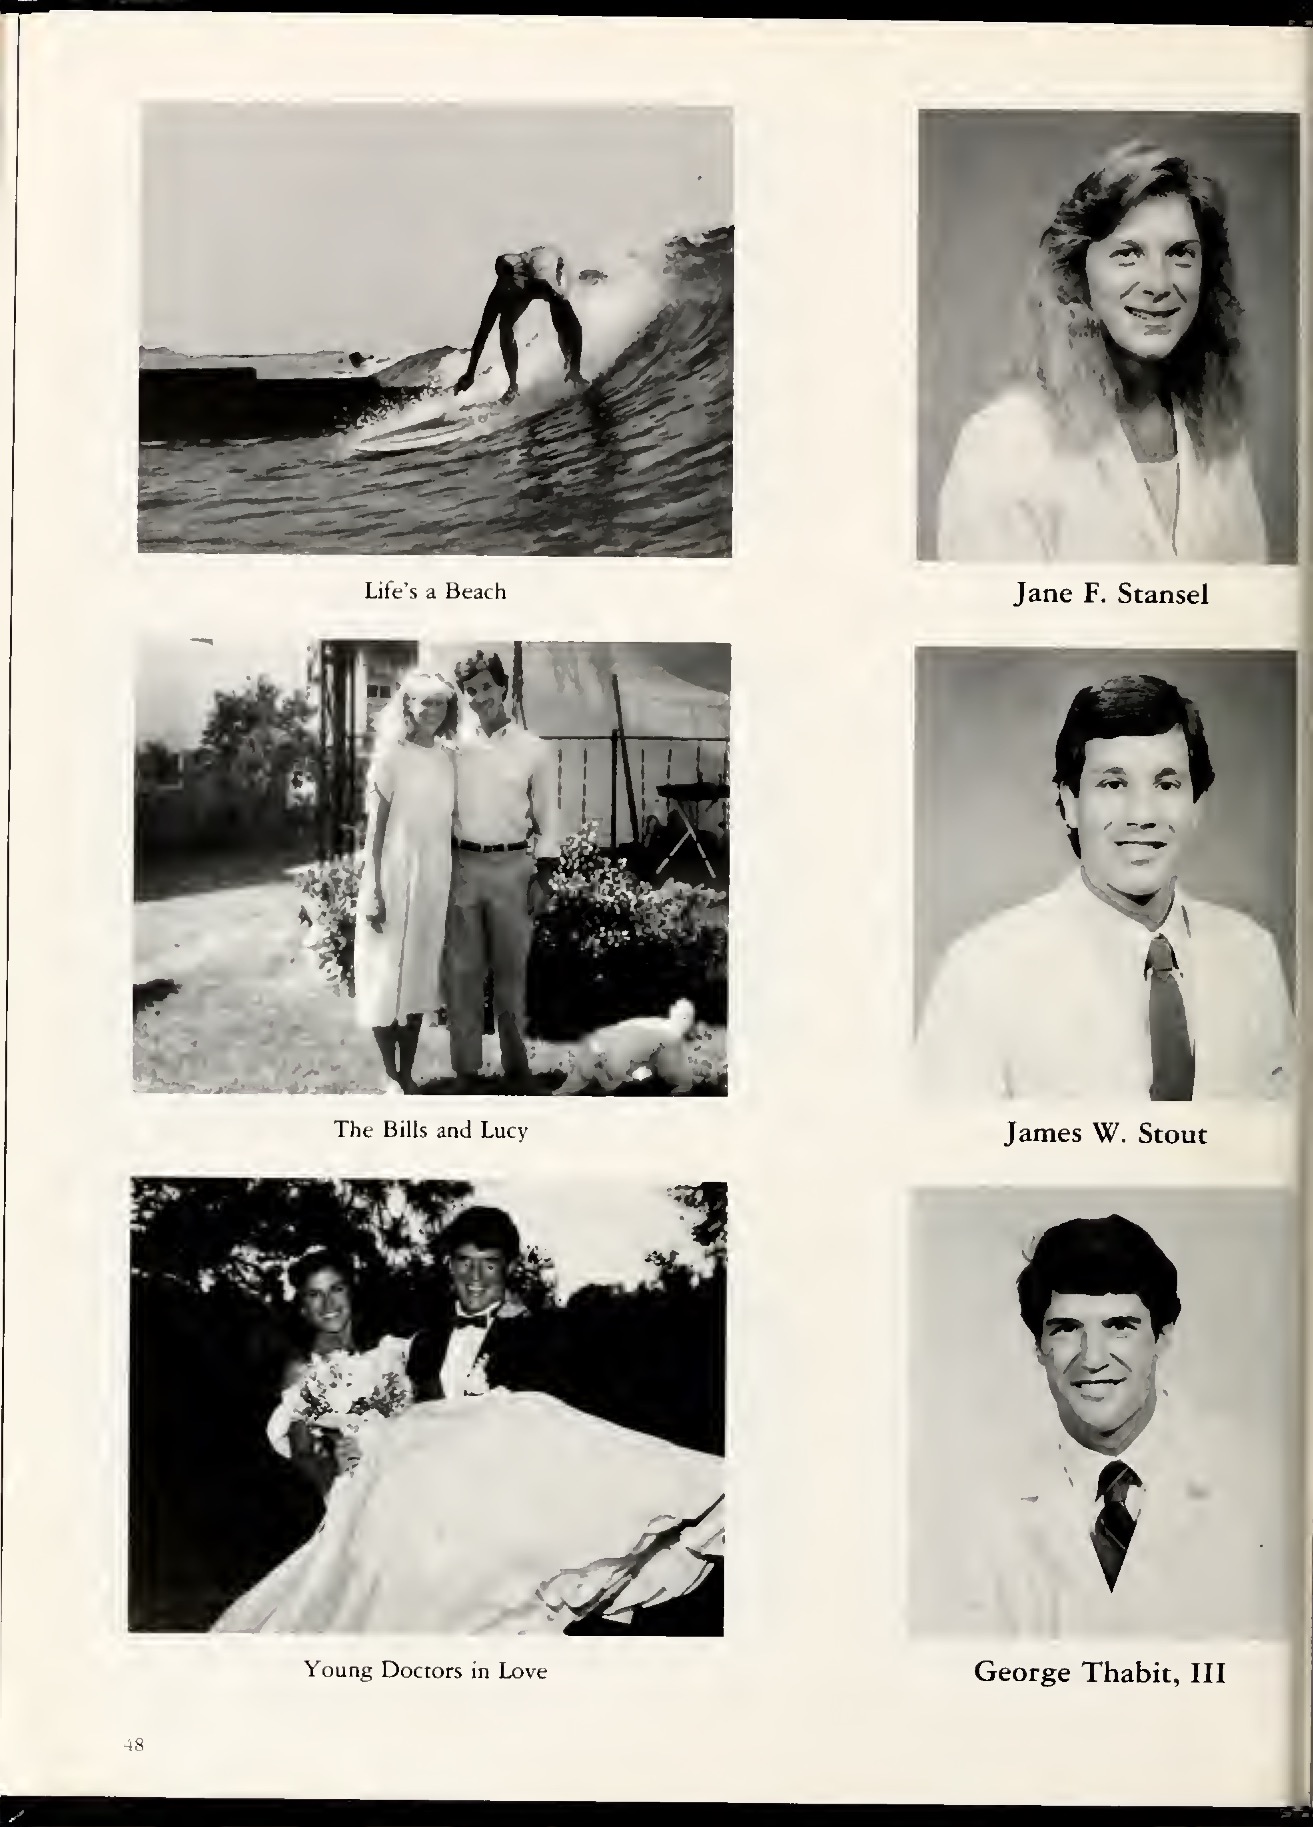 Life's a Beach
Jane F. Stansel
The Bills and Lucy
James W. Stout
Young Doctors in Love
George Thabit, III
48